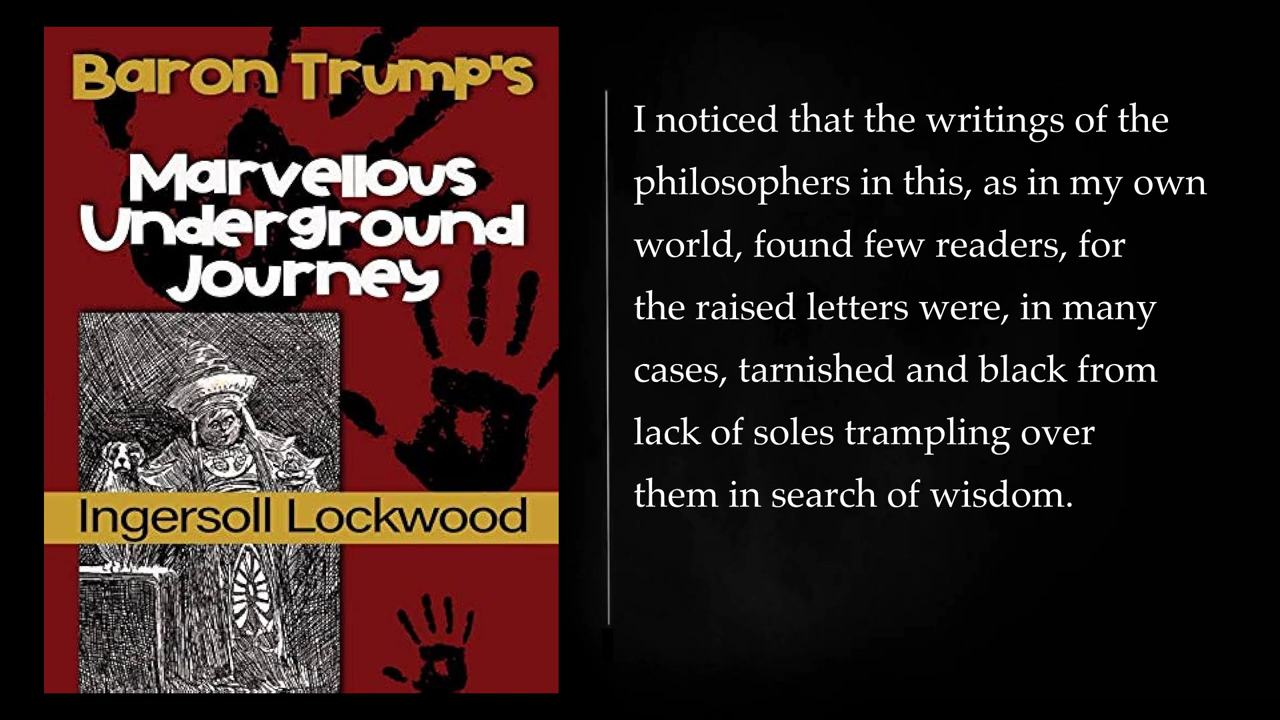 Baron Trump's
Marvellous
Underground
Journey
Ingersoll Lockwood
I noticed that the writings of the
philosophers in this, as in my own
world, found few readers, for
the raised letters were, in many
cases, tarnished and black from
lack of soles trampling over
them in search of wisdom.